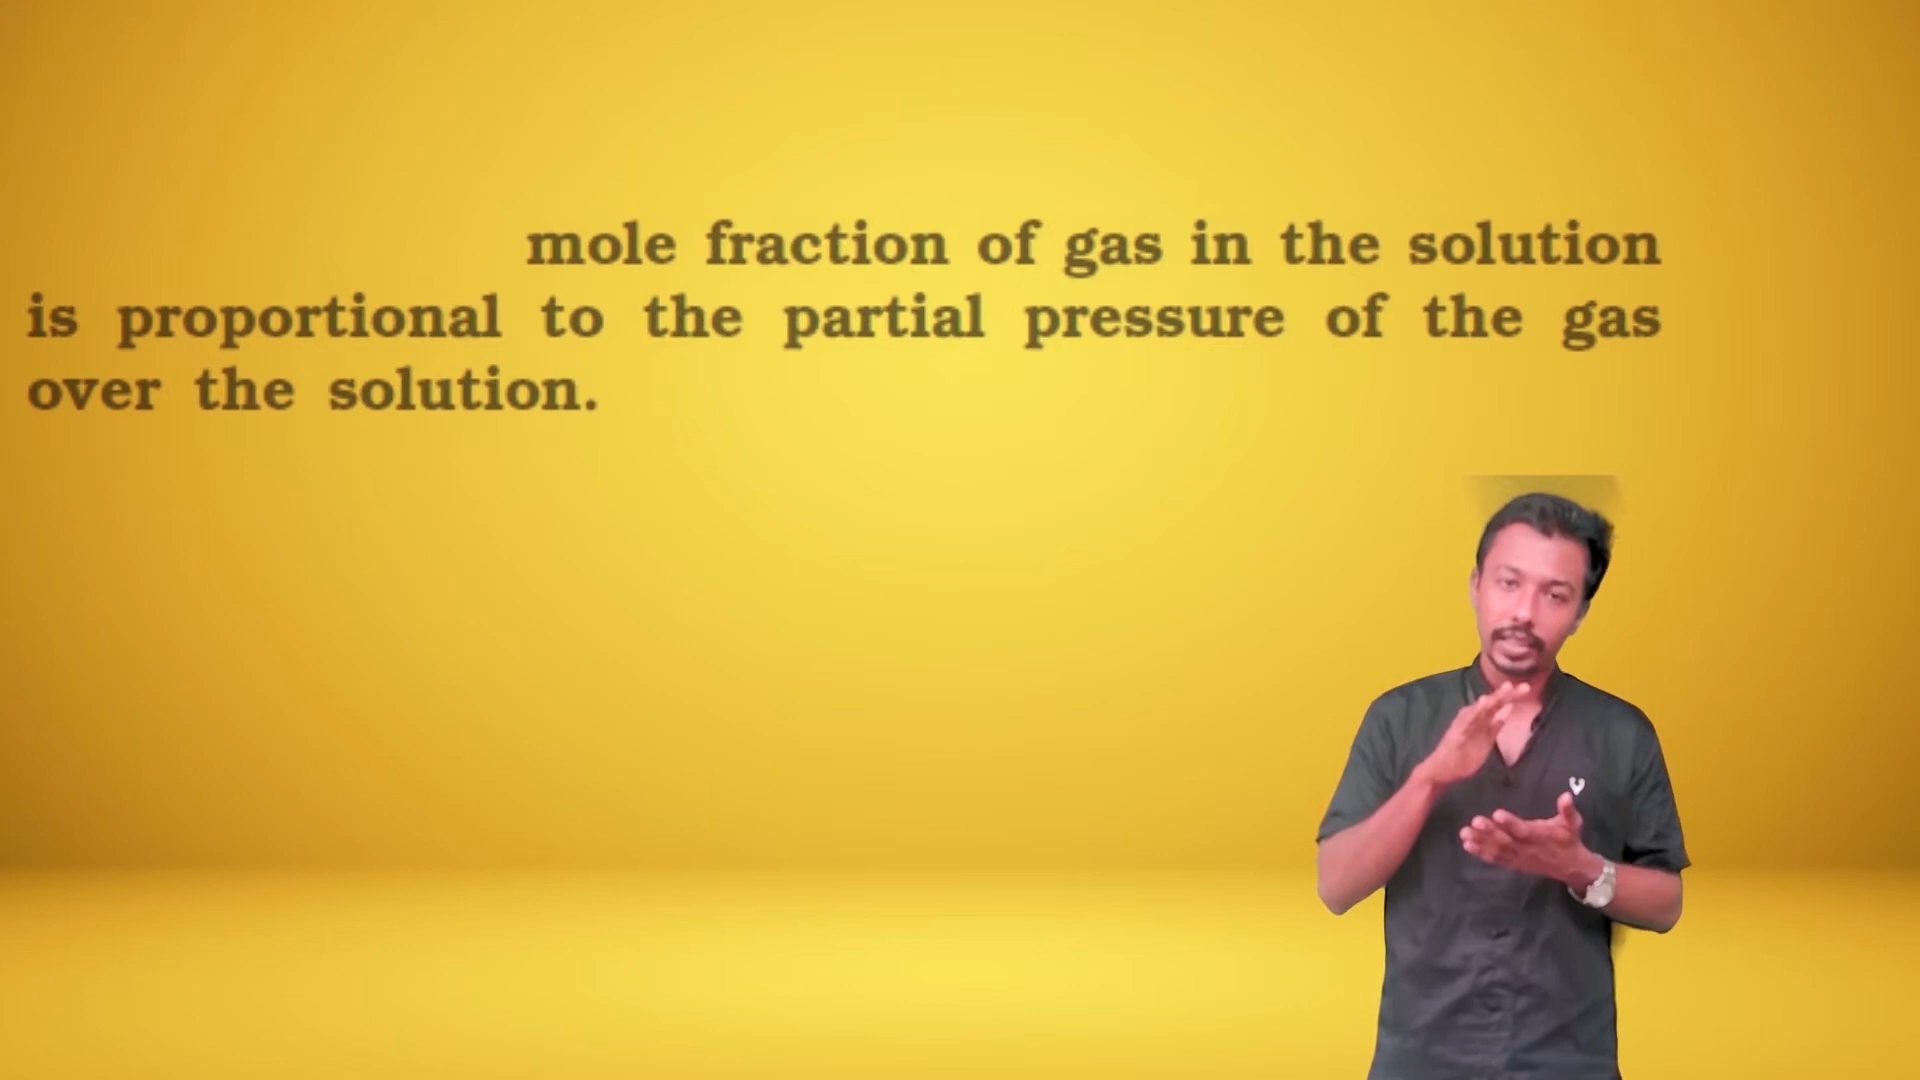 mole fraction of gas in the solution
is proportional to the partial pressure of the gas
over the solution.